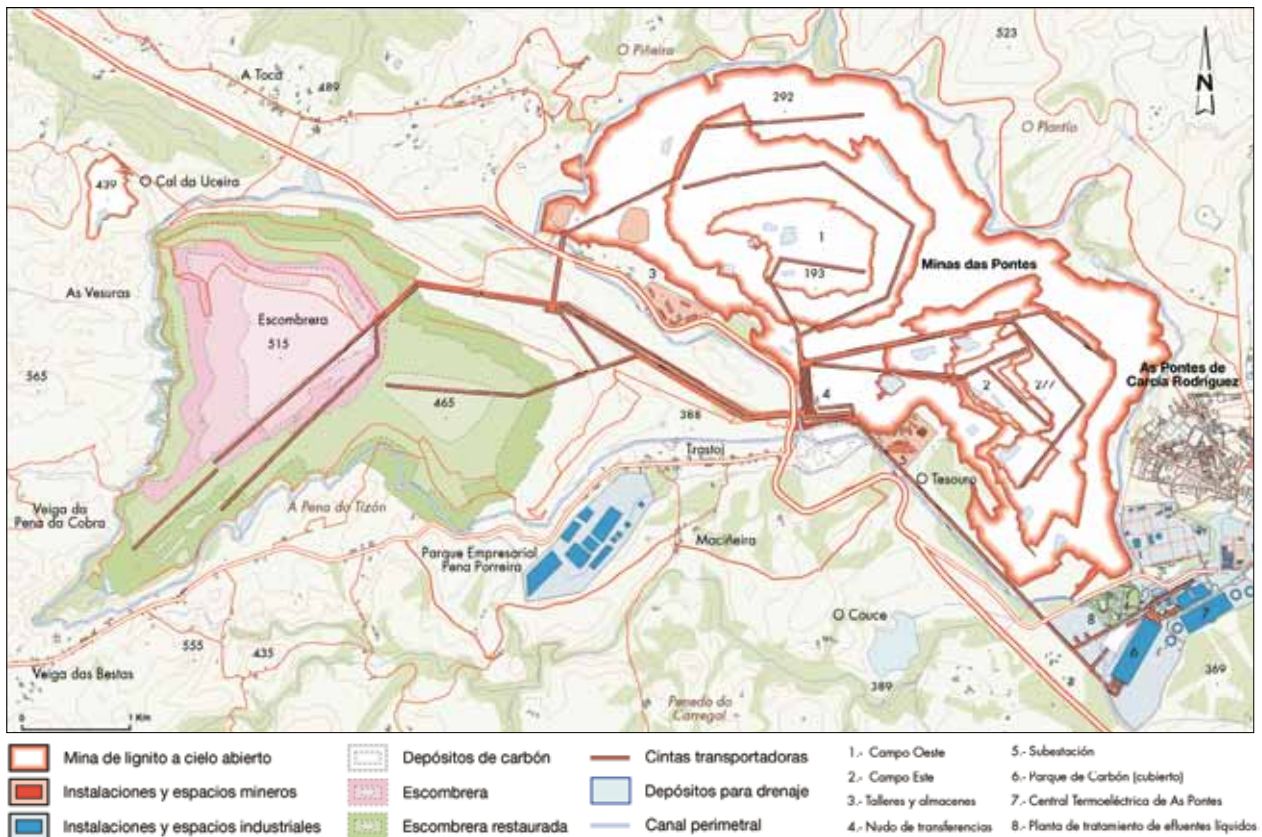 523
O Piñeira
A Toca
489
292
N
O Plantío
439
O Cal da Uceira
1
193
Minas das Pontes
3
As Vesuras
Escombrera
515
565
465
As Pontes de
García Rodríguez
2
4
388
Trastoj
O Tesouro
A Pena do Tizón
Veiga da
Pena da Cobra
Parque Empresarial
Pena Porreira
Maciñeira
8
7
O Couce
6
555
435
369
Veiga das Bestas
389
Penedo do
Carregal
0
1 Km
Mina de lignito a cielo abierto
Instalaciones y espacios mineros
Instalaciones y espacios industriales
Depósitos de carbón
Escombrera
Escombrera restaurada
Cintas transportadoras
Depósitos para drenaje
Canal perimetral
1.- Campo Oeste
2.- Campo Este
3.- Talleres y almacenes
4.- Nudo de transferencias
5.- Subestación
6.- Parque de Carbón (cubierto)
7.- Central Termoeléctrica de As Pontes
8.- Planta de tratamiento de efluentes líquidos